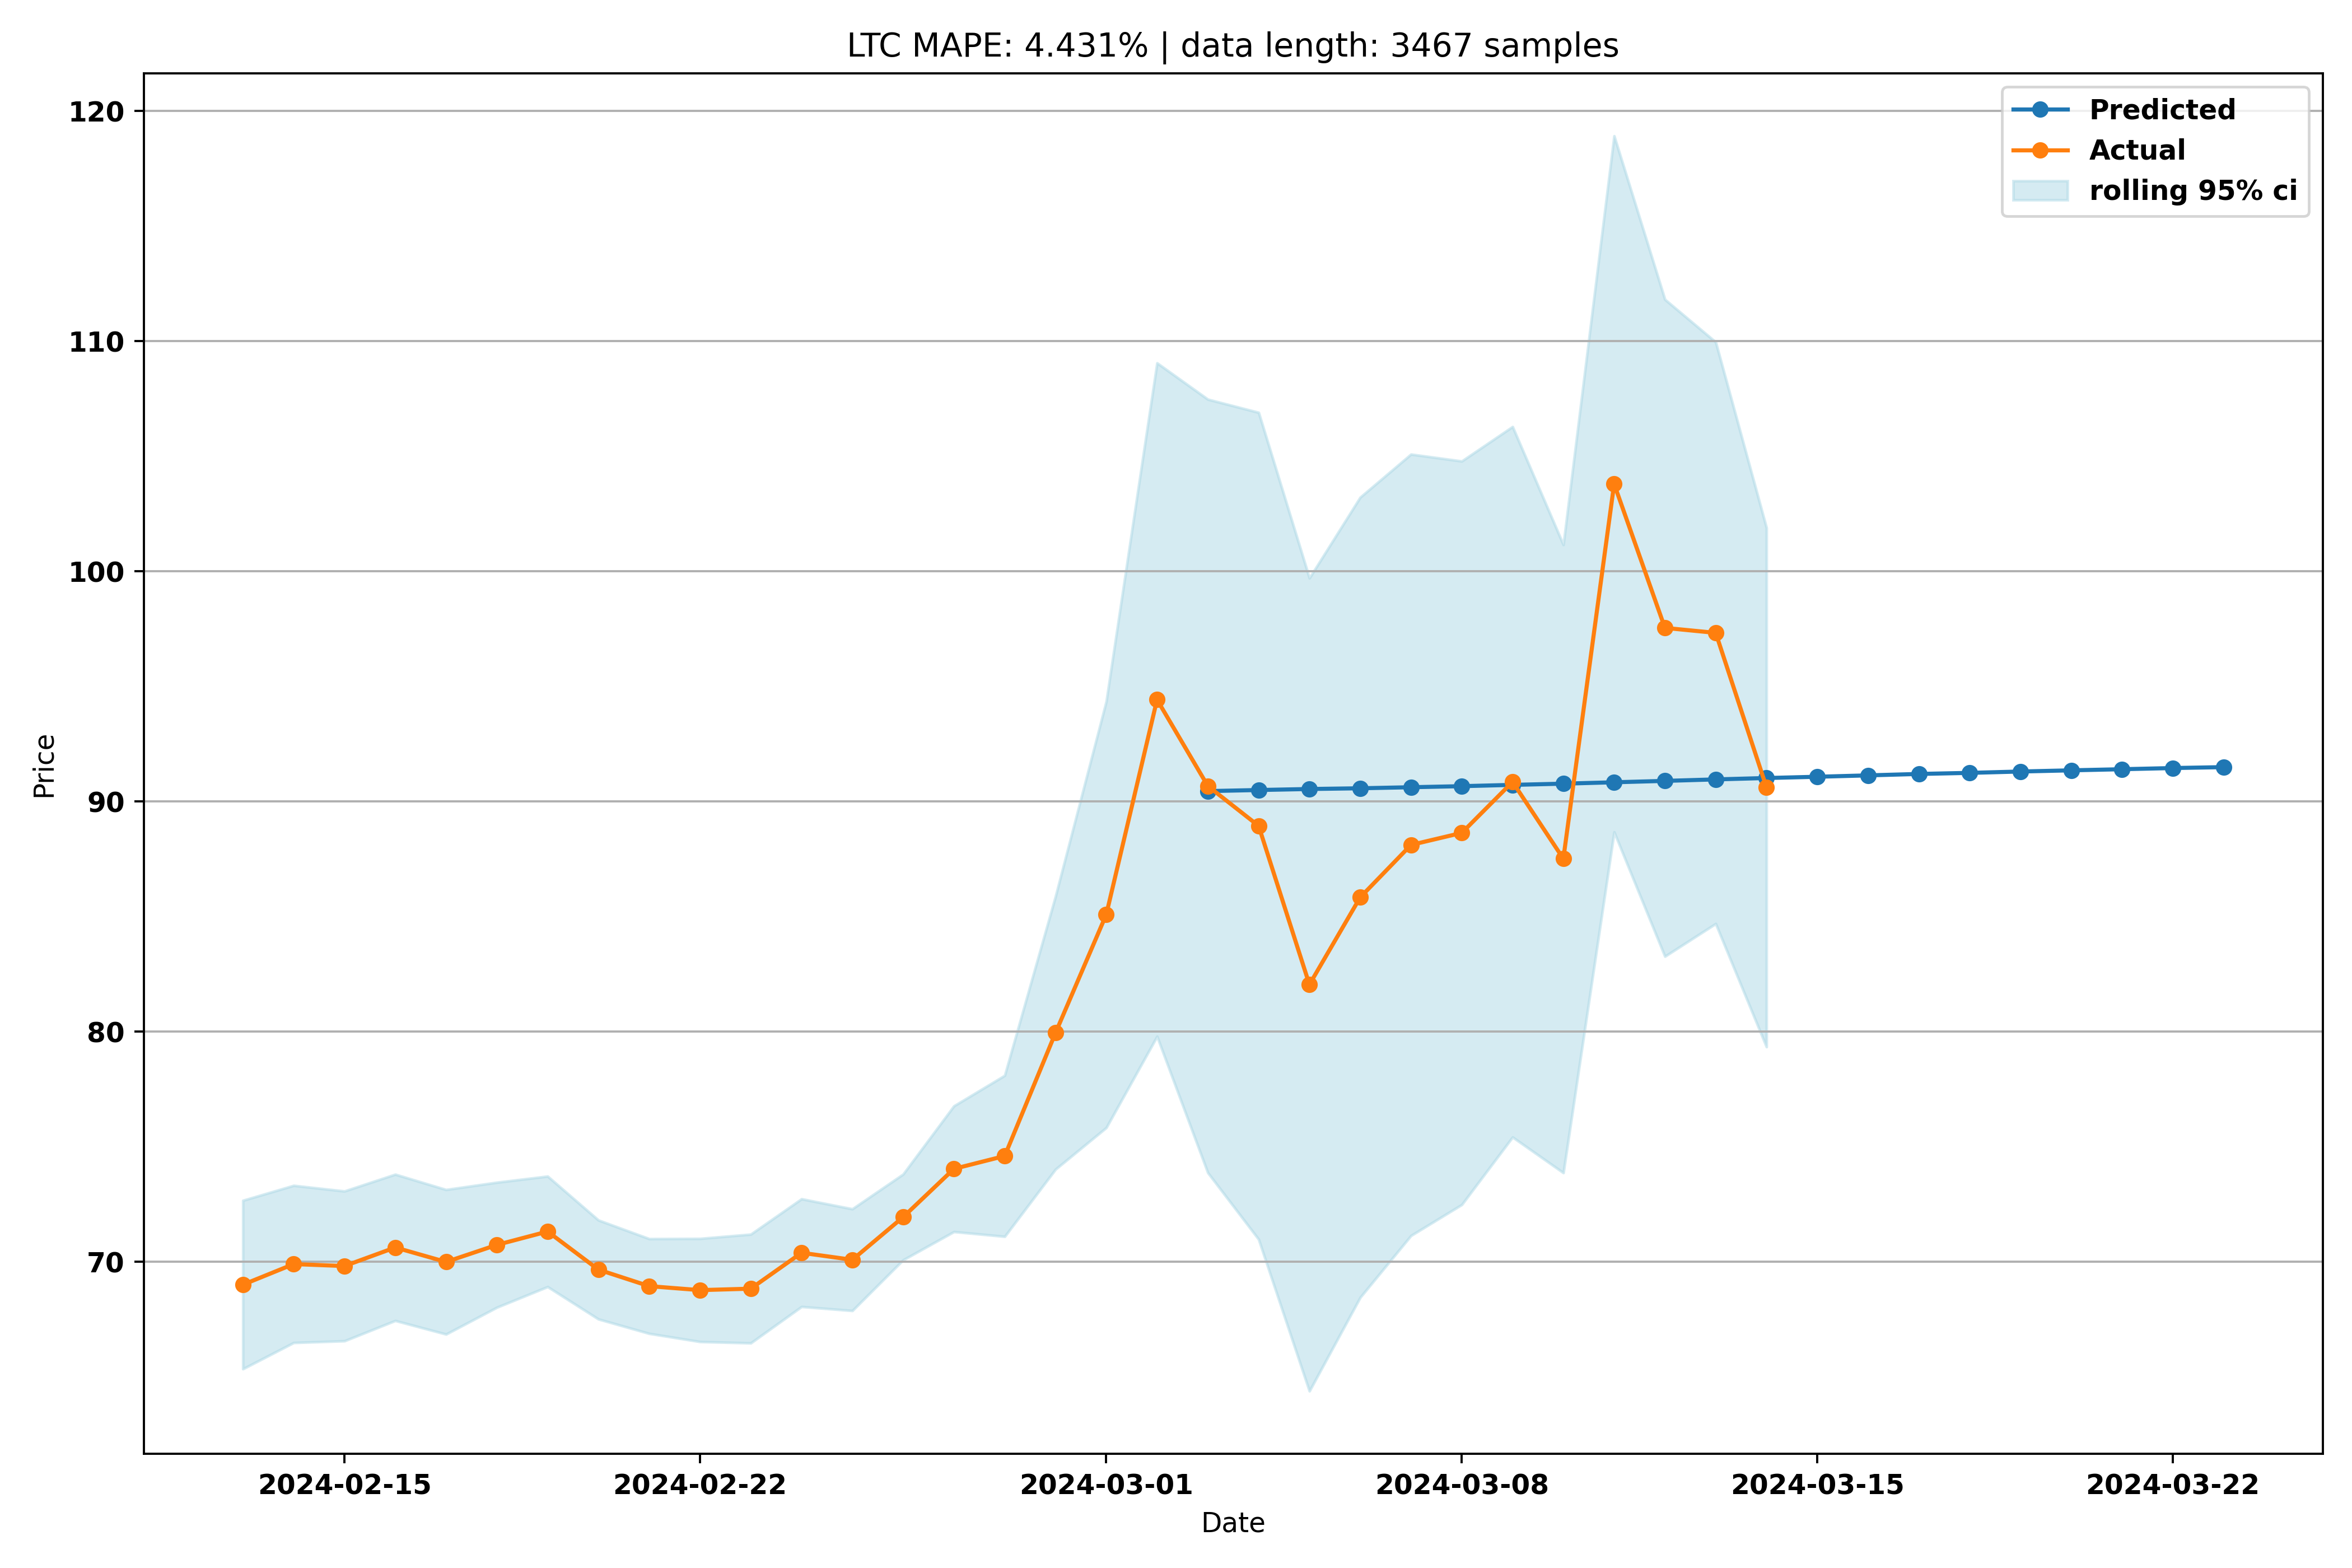 LTC MAPE: 4.431% | data length: 3467 samples
Predicted
Actual
rolling 95% ci
120
110
100
90
80
70
Price
2024-02-15
2024-02-22
2024-03-01
2024-03-08
2024-03-15
2024-03-22
Date